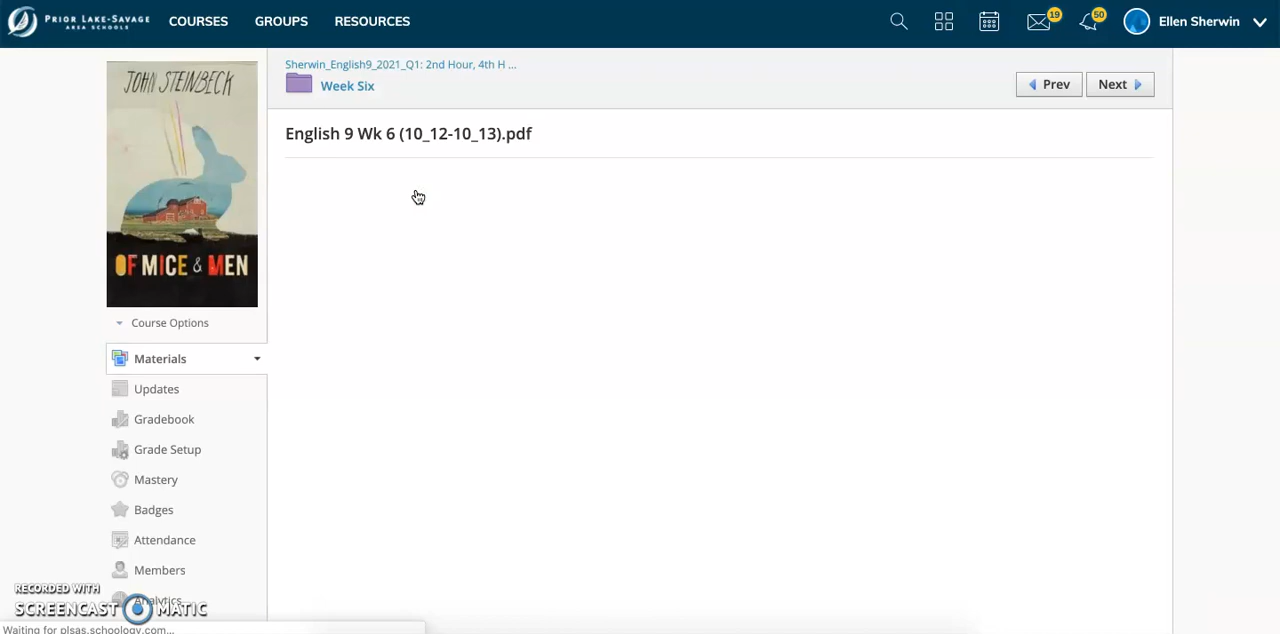 PRIOR LAKE-SAVAGE
AREA SCHOOLS
COURSES
GROUPS
RESOURCES
19
50
Ellen Sherwin
JOHN STEINBECK
OF MICE & MEN
Sherwin_English9_2021_Q1: 2nd Hour, 4th H ...
Week Six
Prev
Next
English 9 Wk 6 (10_12-10_13).pdf
Course Options
Materials
Updates
Gradebook
Grade Setup
Mastery
Badges
Attendance
Members
Analytics
RECORDED WITH
SCREENCAST MATIC
Waiting for plsas.schoology.com...